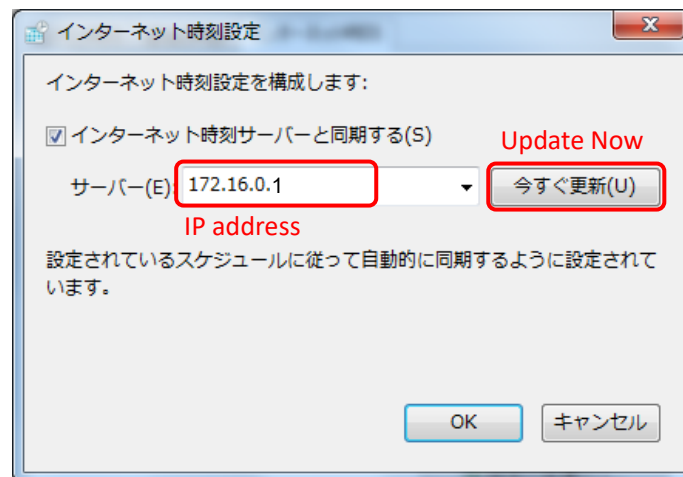 インターネット時刻設定
インターネット時刻設定を構成します:
インターネット時刻サーバーと同期する(S)
Update Now
サーバー(E): 172.16.0.1 今すぐ更新(U)
IP address
設定されているスケジュールに従って自動的に同期するように設定されて
います。
OK キャンセル